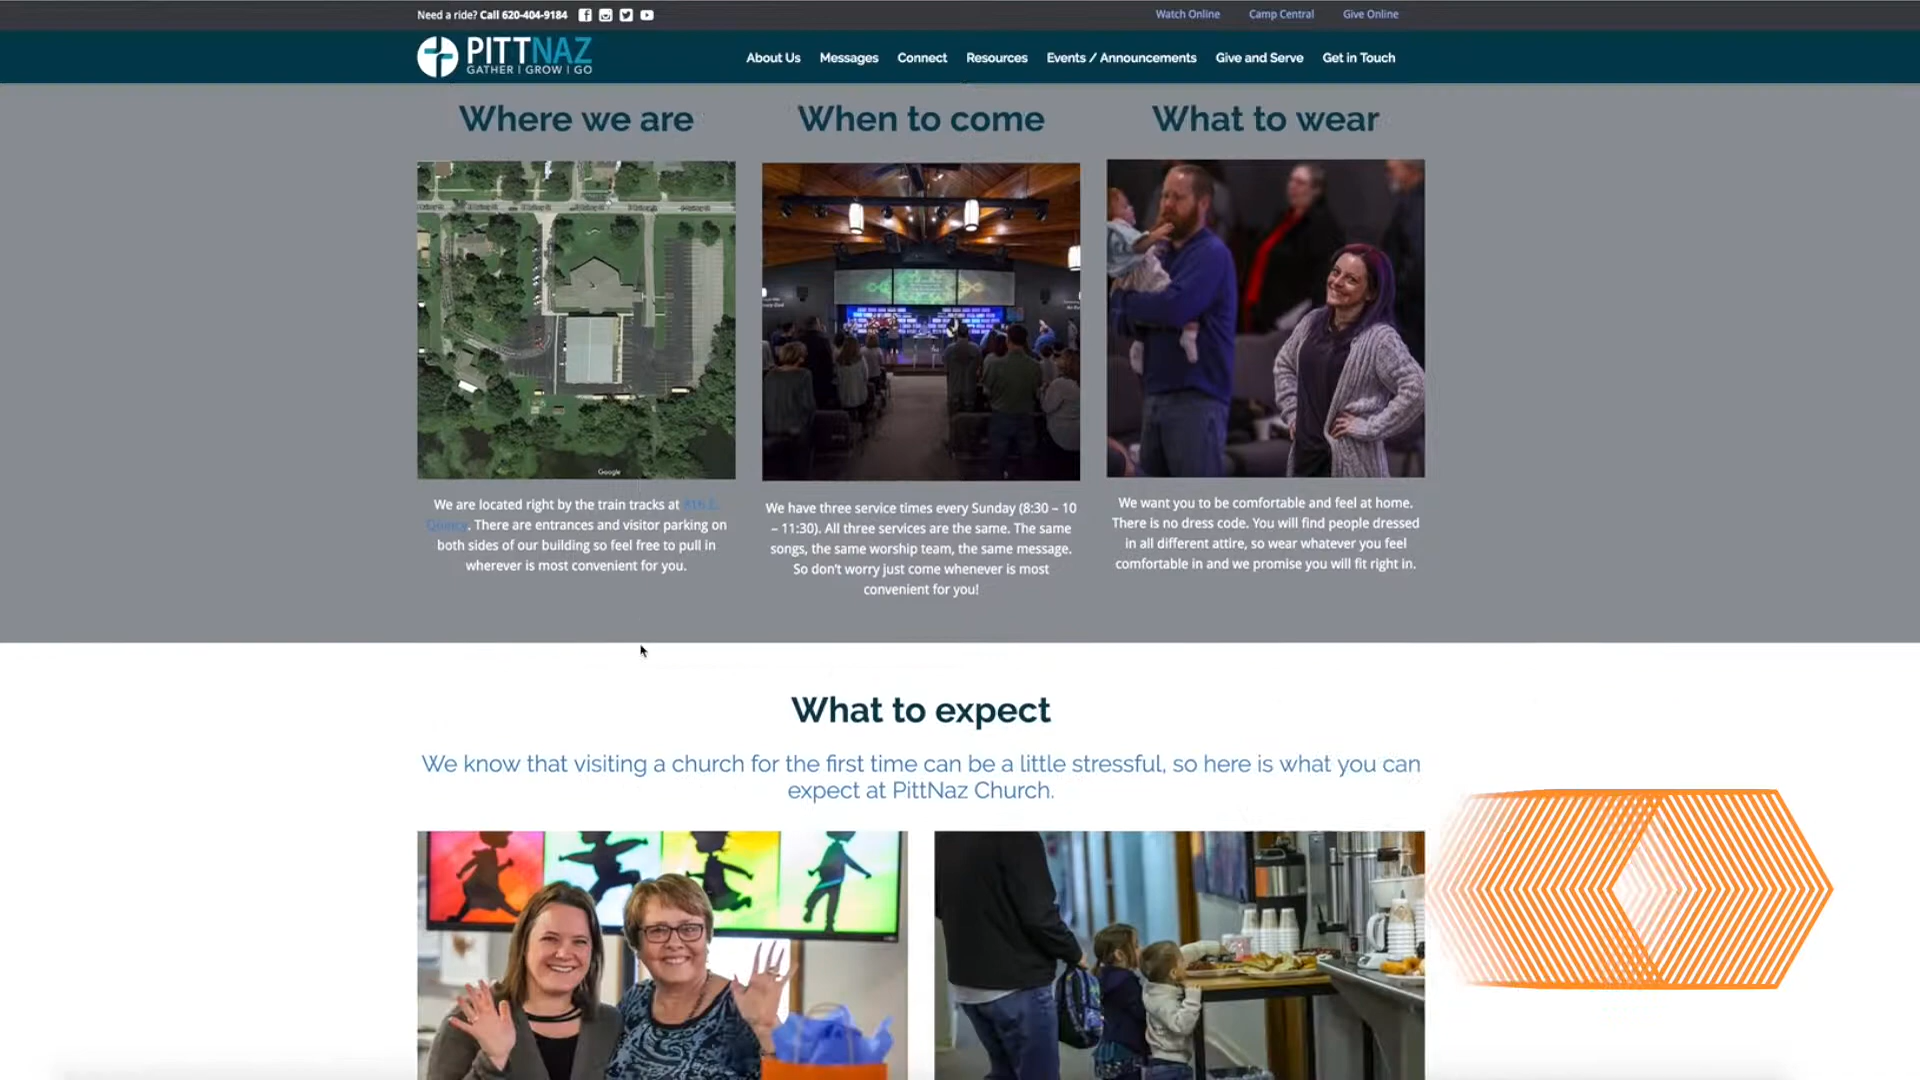 Need a ride? Call 620-404-9184
Watch Online
Camp Central
Give Online
PITTNAZ
GATHER | GROW | GO
About Us
Messages
Connect
Resources
Events / Announcements
Give and Serve
Get in Touch
Where we are
When to come
What to wear
Google
We are located right by the train tracks at 816 E.
Quincy. There are entrances and visitor parking on
both sides of our building so feel free to pull in
wherever is most convenient for you.
We have three service times every Sunday (8:30 – 10
– 11:30). All three services are the same. The same
songs, the same worship team, the same message.
So don't worry just come whenever is most
convenient for you!
We want you to be comfortable and feel at home.
There is no dress code. You will find people dressed
in all different attire, so wear whatever you feel
comfortable in and we promise you will fit right in.
What to expect
We know that visiting a church for the first time can be a little stressful, so here is what you can
expect at PittNaz Church.